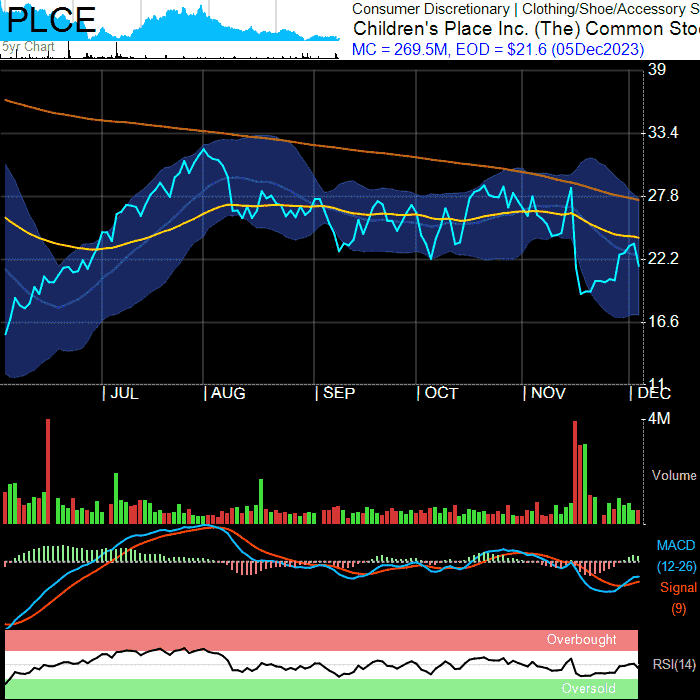 PLCE
5yr Chart
Consumer Discretionary | Clothing/Shoe/Accessory S
Children's Place Inc. (The) Common Sto
MC = 269.5M, EOD = $21.6 (05Dec2023)
39
33.4
27.8
22.2
16.6
11
JUL
AUG
SEP
OCT
NOV
DEC
4M
Volume
MACD
(12-26)
Signal
(9)
Overbought
RSI(14)
Oversold